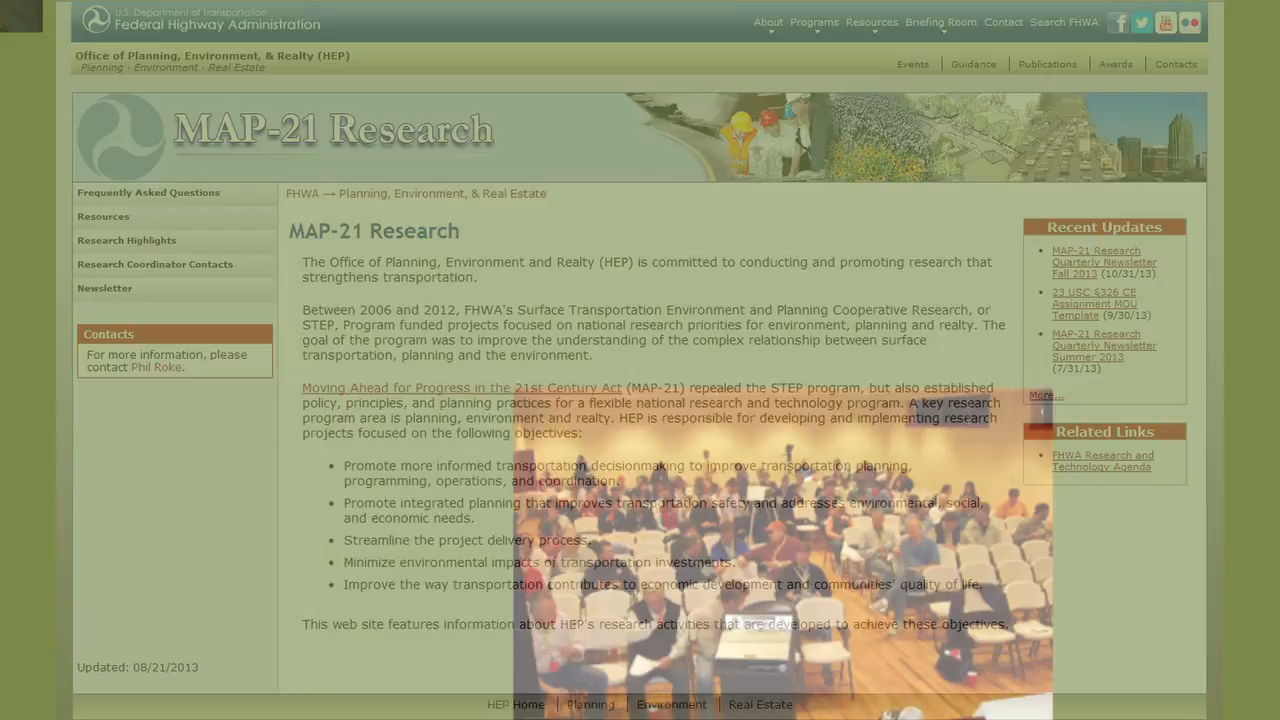 U.S. Department of Transportation
Federal Highway Administration
About Programs Resources Briefing Room Contact Search FHWA
Office of Planning, Environment, & Realty (HEP)
Planning · Environment · Real Estate
Events Guidance Publications Awards Contacts
MAP-21 Research
Frequently Asked Questions
Resources
Research Highlights
Research Coordinator Contacts
Newsletter
Contacts
For more information, please
contact Phil Roke.
Updated: 08/21/2013
FHWA → Planning, Environment, & Real Estate
MAP-21 Research
The Office of Planning, Environment and Realty (HEP) is committed to conducting and promoting research that
strengthens transportation.
Between 2006 and 2012, FHWA's Surface Transportation Environment and Planning Cooperative Research, or
STEP, Program funded projects focused on national research priorities for environment, planning and realty. The
goal of the program was to improve the understanding of the complex relationship between surface
transportation, planning and the environment.
Moving Ahead for Progress in the 21st Century Act (MAP-21) repealed the STEP program, but also established
policy, principles, and planning practices for a flexible national research and technology program. A key research
program area is planning, environment and realty. HEP is responsible for developing and implementing research
projects focused on the following objectives:
• Promote more informed transportation decisionmaking to improve transportation planning,
programming, operations, and coordination.
• Promote integrated planning that improves transportation safety and addresses environmental, social,
and economic needs.
• Streamline the project delivery process.
• Minimize environmental impacts of transportation investments.
• Improve the way transportation contributes to economic development and communities' quality of life.
This web site features information about HEP's research activities that are developed to achieve these objectives.
Recent Updates
• MAP-21 Research
Quarterly Newsletter
Fall 2013 (10/31/13)
• 23 USC §326 CE
Assignment MOU
Template (9/30/13)
• MAP-21 Research
Quarterly Newsletter
Summer 2013
(7/31/13)
More...
Related Links
• FHWA Research and
Technology Agenda
HEP Home Planning Environment Real Estate